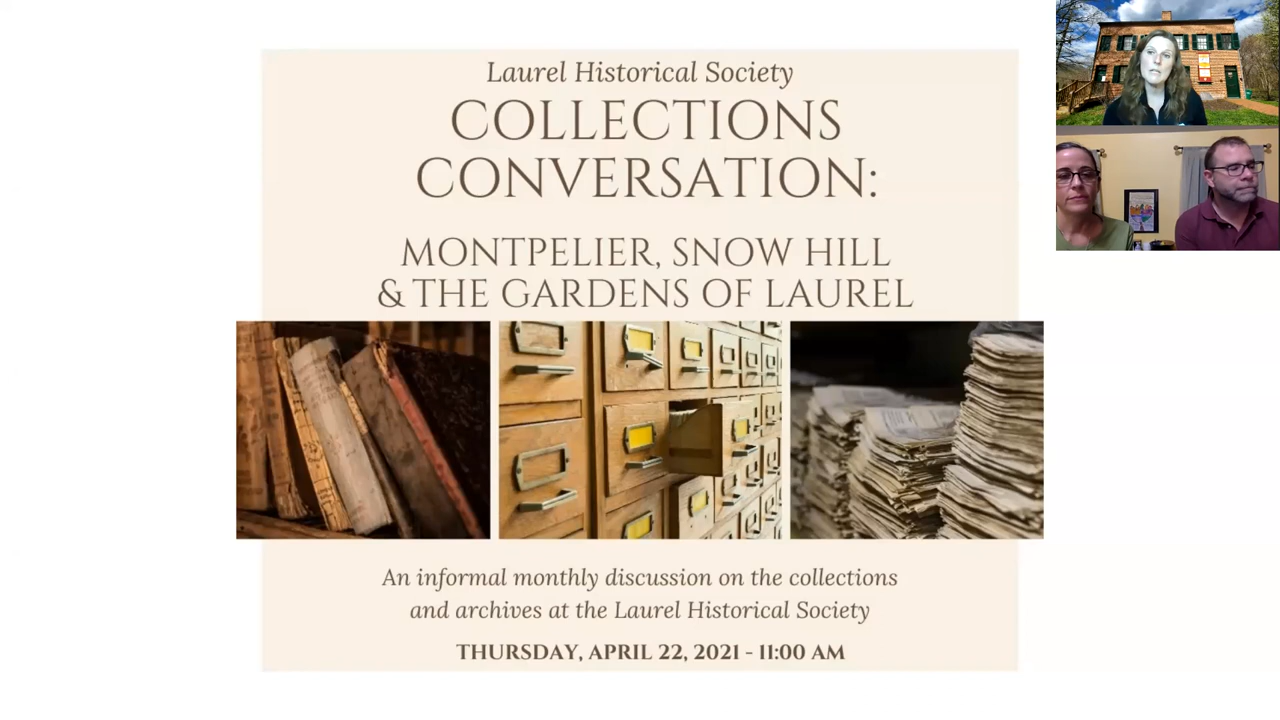 Laurel Historical Society
COLLECTIONS
CONVERSATION:
MONTPELIER, SNOW HILL
& THE GARDENS OF LAUREL
An informal monthly discussion on the collections
and archives at the Laurel Historical Society
THURSDAY, APRIL 22, 2021 - 11:00 AM